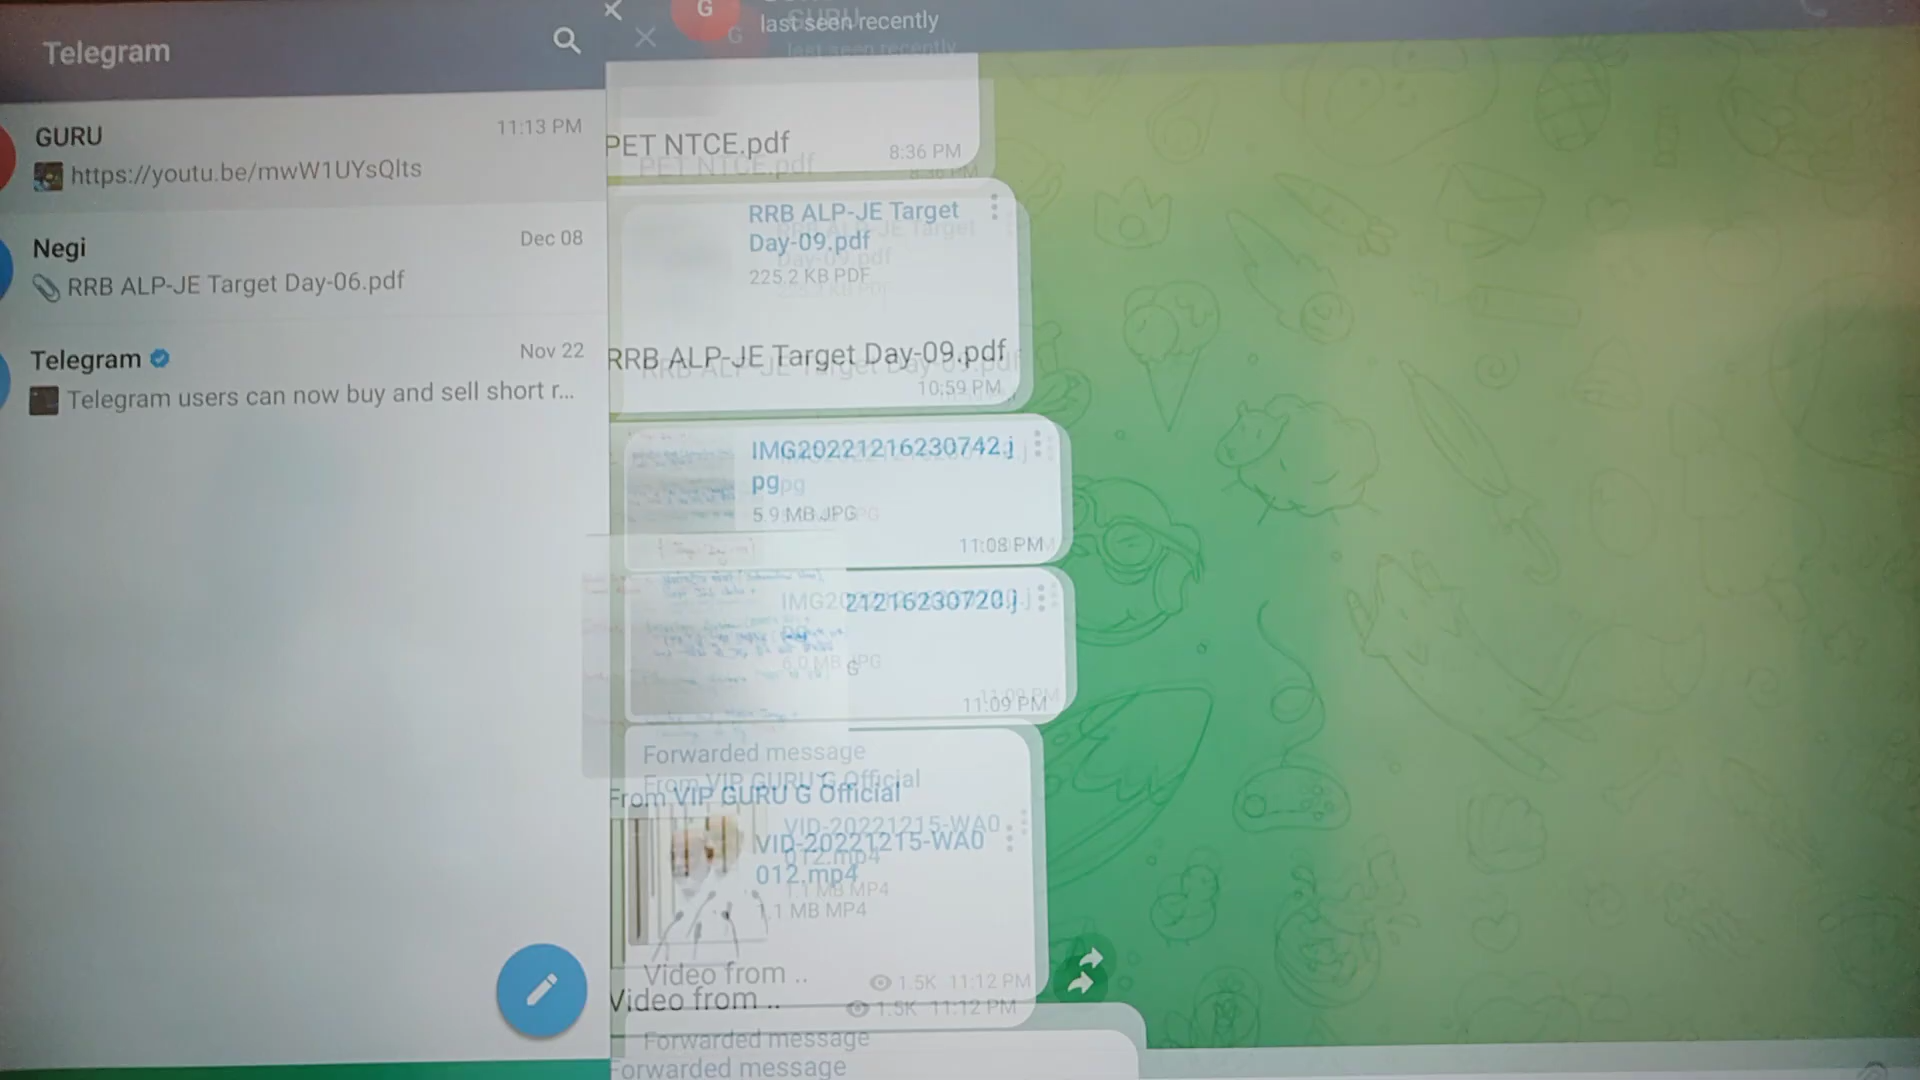 Telegram
GURU
11:13 PM
https://youtu.be/mwW1UYsQlts
Negi
Dec 08
RRB ALP-JE Target Day-06.pdf
Telegram
Nov 22
Telegram users can now buy and sell short r...
G
last seen recently
PET NTCE.pdf
8:36 PM
RRB ALP-JE Target
Day-09.pdf
225.2 KB PDF
RRB ALP-JE Target Day-09.pdf
10:59 PM
IMG20221216230742.j
pg
5.9 MB JPG
11:08 PM
21216230720.j
6.0 MB JPG
11:09 PM
Forwarded message
From VIP GURU G Official
VID-20221215-WA0
012.mp4
1.1 MB MP4
Video from ..
1.5K 11:12 PM
Forwarded message